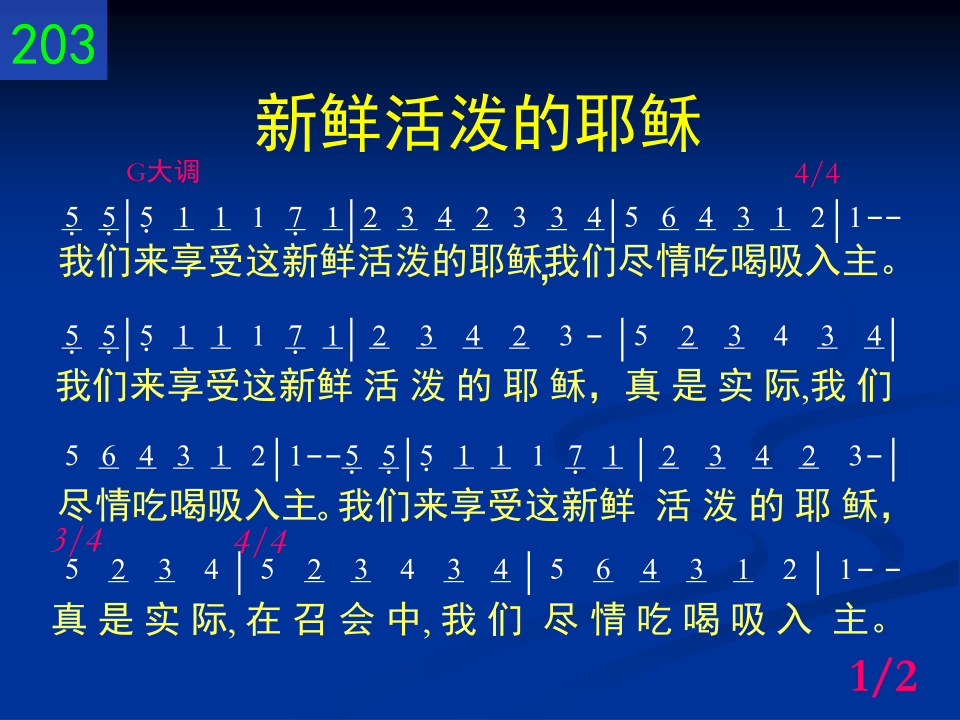 203
新鲜活泼的耶稣
G大调 4/4
5 5|5 1 1 1 7 1|2 3 4 2 3 3 4|5 6 4 3 1 2|1--
我们来享受这新鲜活泼的耶稣,我们尽情吃喝吸入主。
5 5|5 1 1 1 7 1| 2 3 4 2 3 - |5 2 3 4 3 4|
我们来享受这新鲜 活 泼 的 耶 稣，真 是 实 际,我 们
5 6 4 3 1 2|1--5 5|5 1 1 1 7 1| 2 3 4 2 3-|
尽情吃喝吸入主。我们来享受这新鲜 活 泼 的 耶 稣，
3/4 4/4
5 2 3 4| 5 2 3 4 3 4| 5 6 4 3 1 2| 1- -
真 是 实 际, 在 召 会 中, 我 们 尽 情 吃 喝 吸 入 主。
1/2